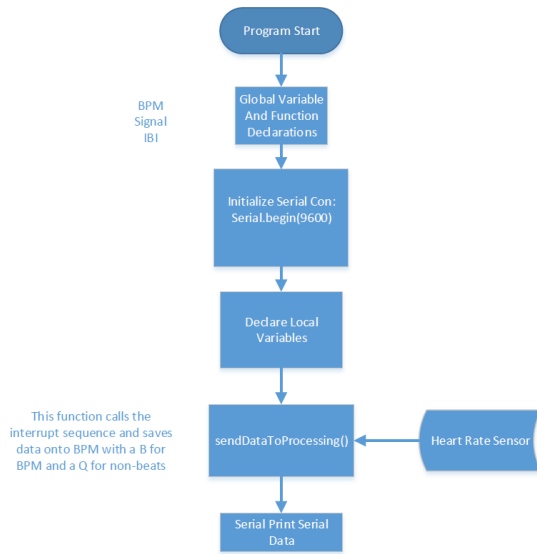 Program Start
Global Variable
And Function
Declarations
BPM
Signal
IBI
Initialize Serial Con:
Serial.begin(9600)
Declare Local
Variables
This function calls the
interrupt sequence and saves
data onto BPM with a B for
BPM and a Q for non-beats
sendDataToProcessing()
Heart Rate Sensor
Serial Print Serial
Data